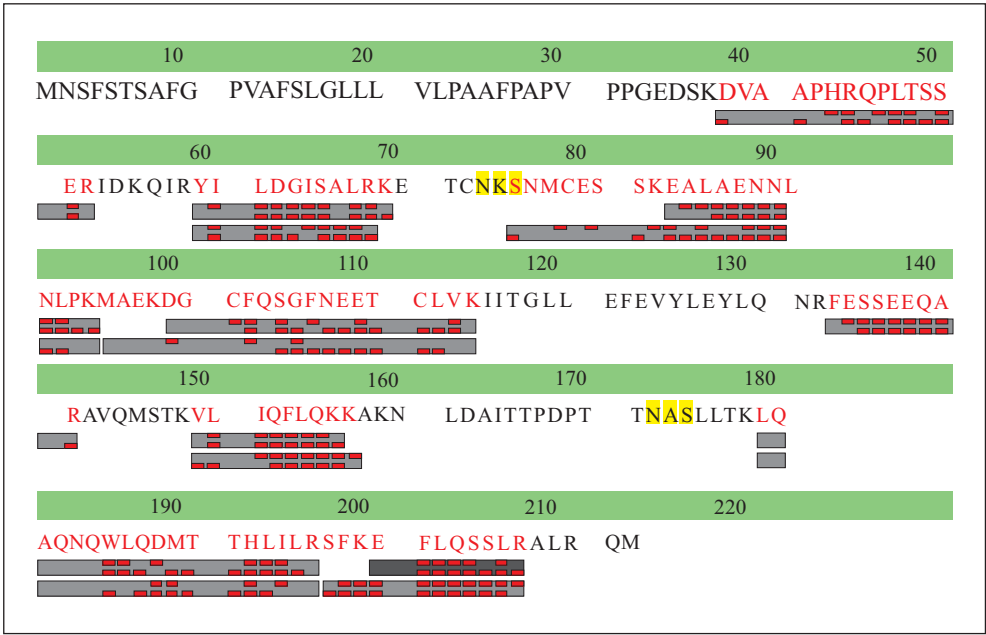 10 20 30 40 50
MNSFSTSAFG PVAFSLGLLL VLPAAFPAPV PPGEDSKDVA APHRQPLTSS
60 70 80 90
ERIDKQIRYI LDGISALRKE TCNKSNMCES SKEALAENNL
100 110 120 130 140
NLPKMAEKDG CFQSGFNEET CLVKIITGLL EFEVYLEYLQ NRFESSEEQA
150 160 170 180
RAVQMSTKVL IQFLQKKAKN LDAITTPDPT TNASLLTKLQ
190 200 210 220
AQNQWLQDMT THLILRSFKE FLQSSLRALR QM